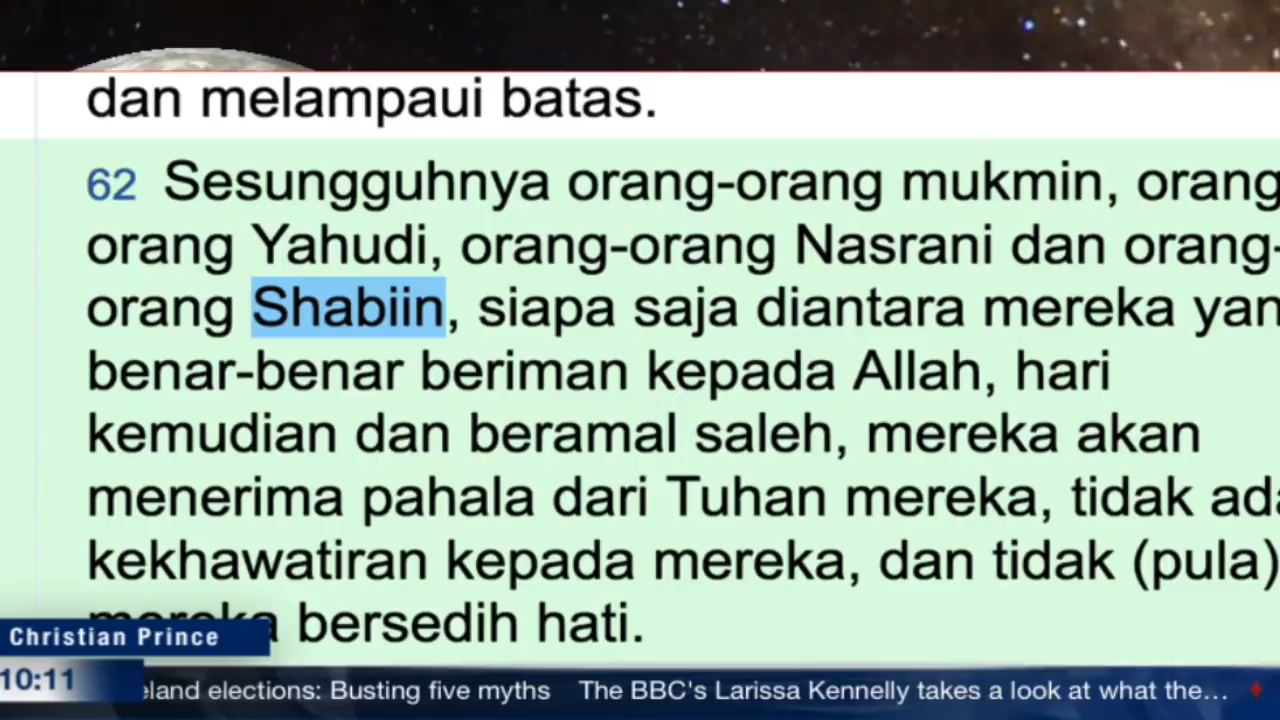 dan melampaui batas.
62 Sesungguhnya orang-orang mukmin, orang
orang Yahudi, orang-orang Nasrani dan orang-
orang Shabiin, siapa saja diantara mereka yan
benar-benar beriman kepada Allah, hari
kemudian dan beramal saleh, mereka akan
menerima pahala dari Tuhan mereka, tidak ada
kekhawatiran kepada mereka, dan tidak (pula)
mereka bersedih hati.
Christian Prince
10:11
eland elections: Busting five myths The BBC's Larissa Kennelly takes a look at what the...